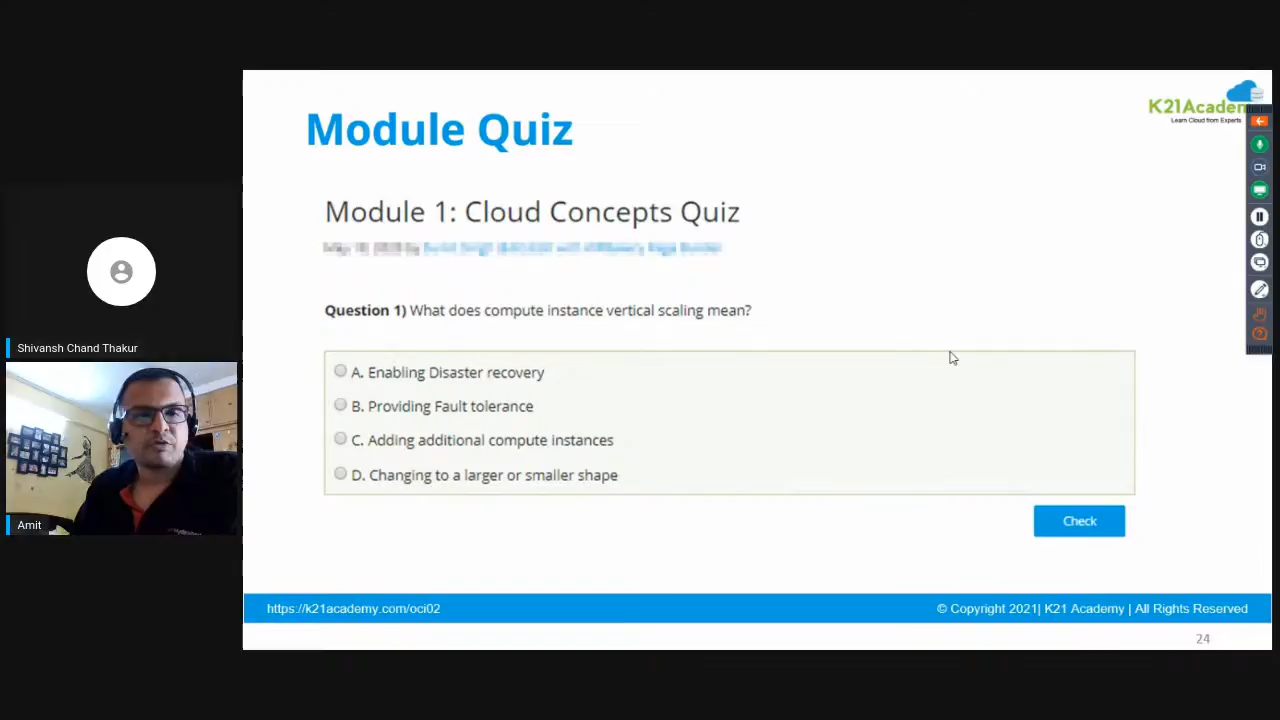 Module Quiz
K21Academ
Learn Cloud from Experts
Module 1: Cloud Concepts Quiz
Question 1) What does compute instance vertical scaling mean?
A. Enabling Disaster recovery
B. Providing Fault tolerance
C. Adding additional compute instances
D. Changing to a larger or smaller shape
Check
Shivansh Chand Thakur
Amit
https://k21academy.com/oci02
© Copyright 2021| K21 Academy | All Rights Reserved
24